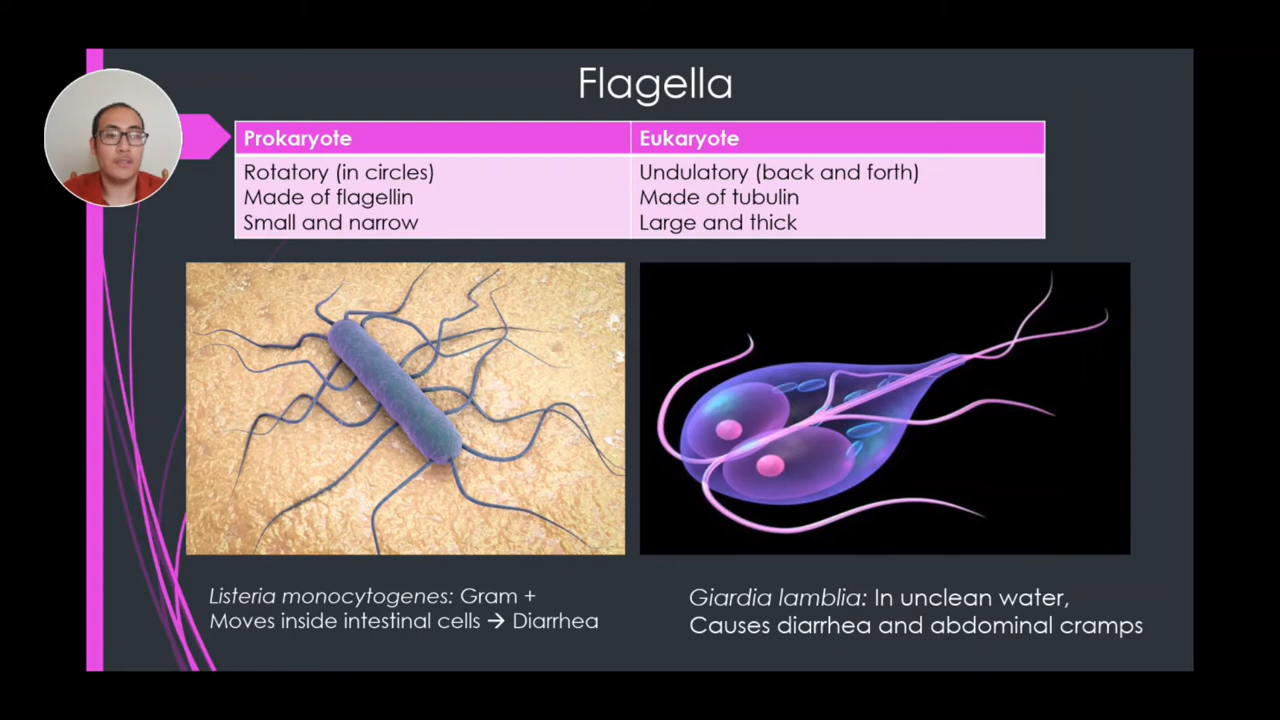 Flagella
Prokaryote
Rotatory (in circles)
Made of flagellin
Small and narrow
Eukaryote
Undulatory (back and forth)
Made of tubulin
Large and thick
Listeria monocytogenes: Gram +
Moves inside intestinal cells → Diarrhea
Giardia lamblia: In unclean water,
Causes diarrhea and abdominal cramps